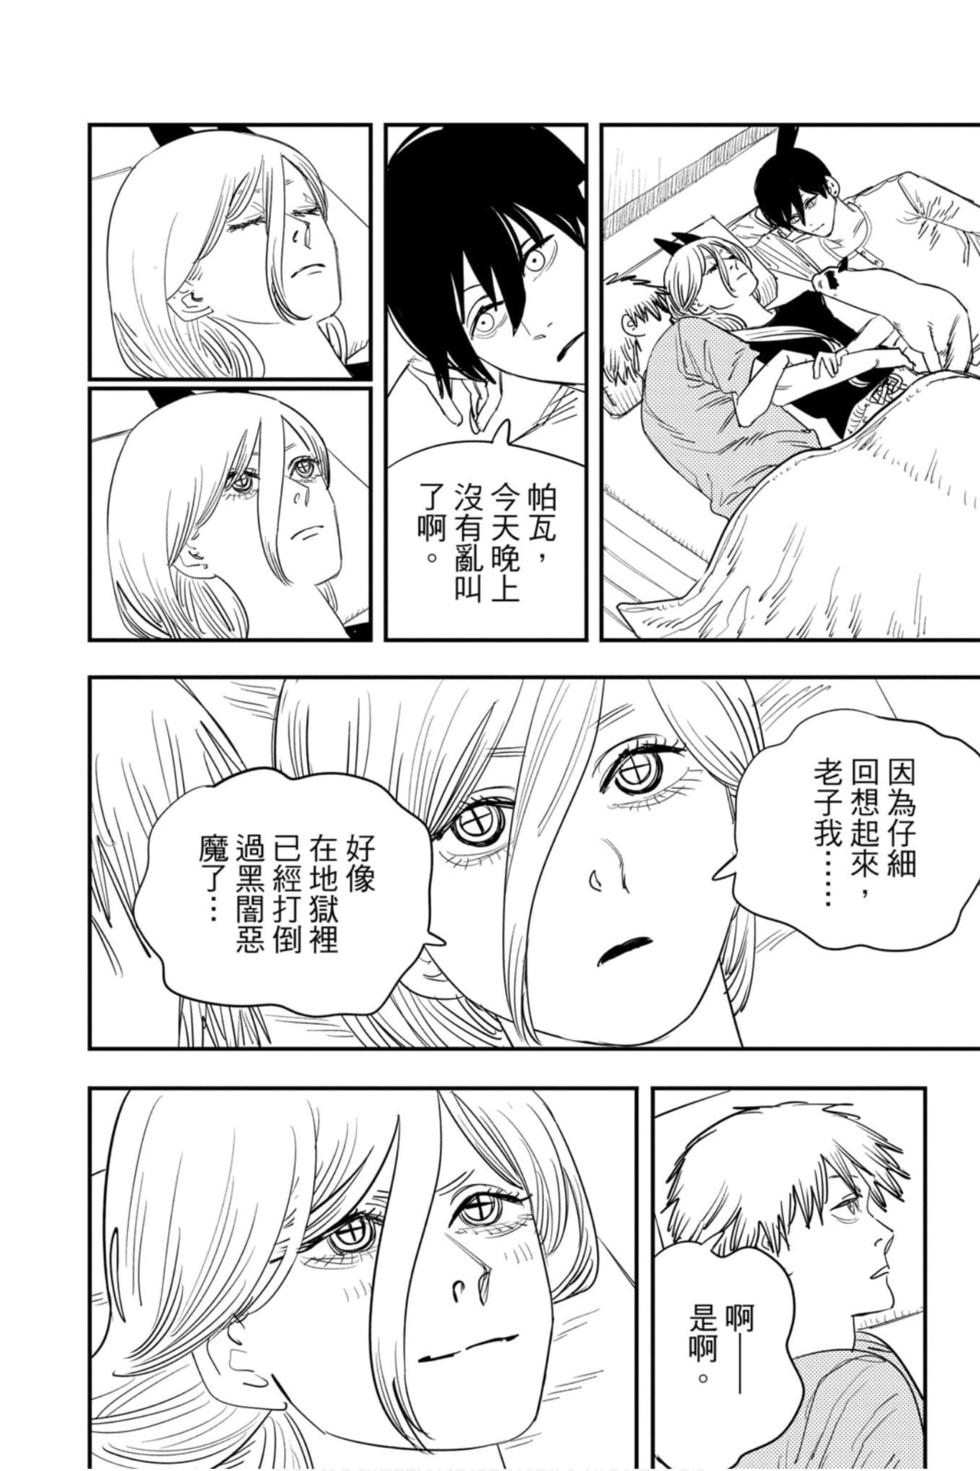 帕瓦，
今天晚上
沒有亂叫
了啊。
因為仔細
回想起來，
老子我……
好像
在地獄裡
已經打倒
過黑闇惡
魔了…
啊——
是啊。